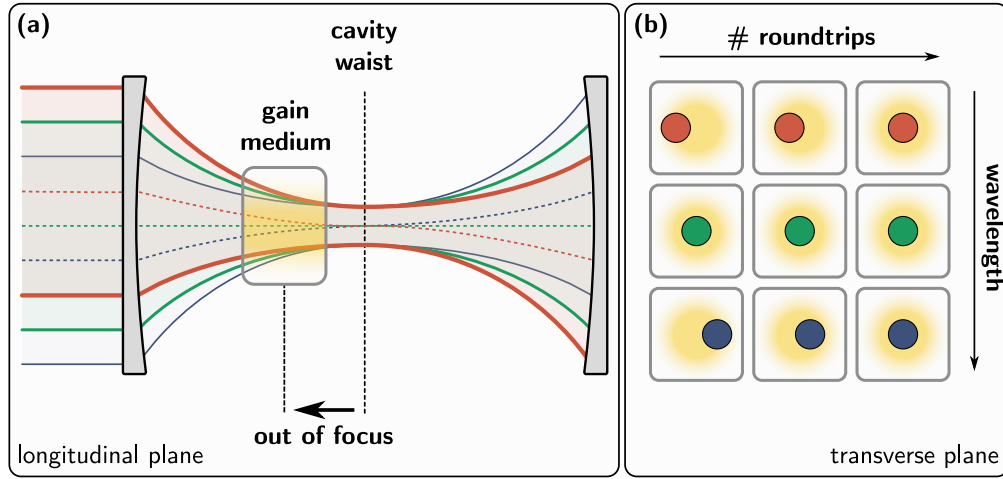 (a)
cavity
waist
gain
medium
out of focus
longitudinal plane
(b)
# roundtrips
wavelength
transverse plane